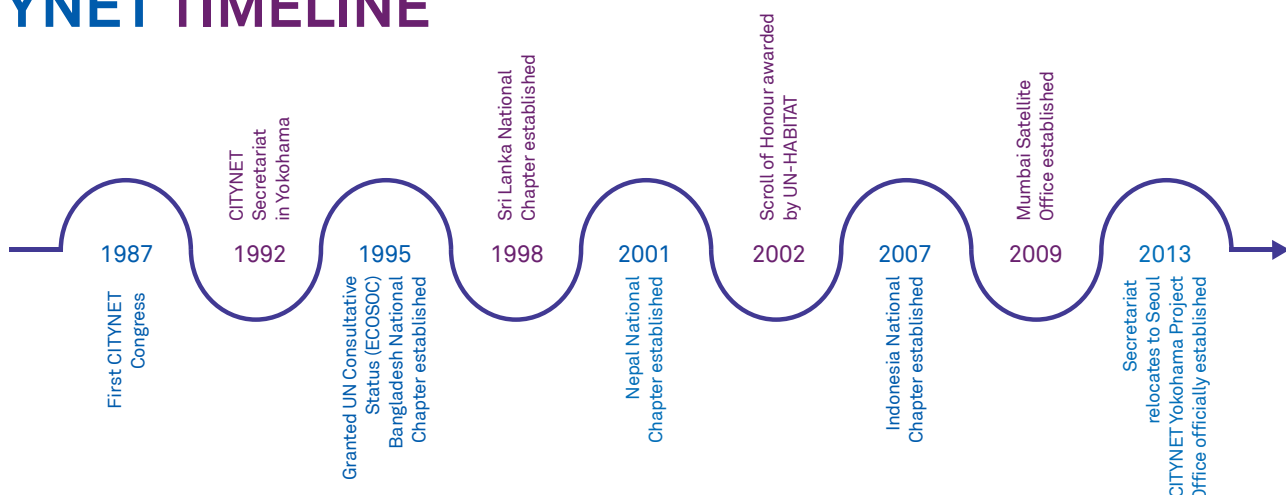 YNET TIMELINE
1987
First CITYNET
Congress
CITYNET
Secretariat
in Yokohama
1992
1995
Granted UN Consultative
Status (ECOSOC)
Bangladesh National
Chapter established
Sri Lanka National
Chapter established
1998
2001
Nepal National
Chapter established
Scroll of Honour awarded
by UN-HABITAT
2002
2007
Indonesia National
Chapter established
Mumbai Satellite
Office established
2009
2013
Secretariat
relocates to Seoul
CITYNET Yokohama Project
Office officially established